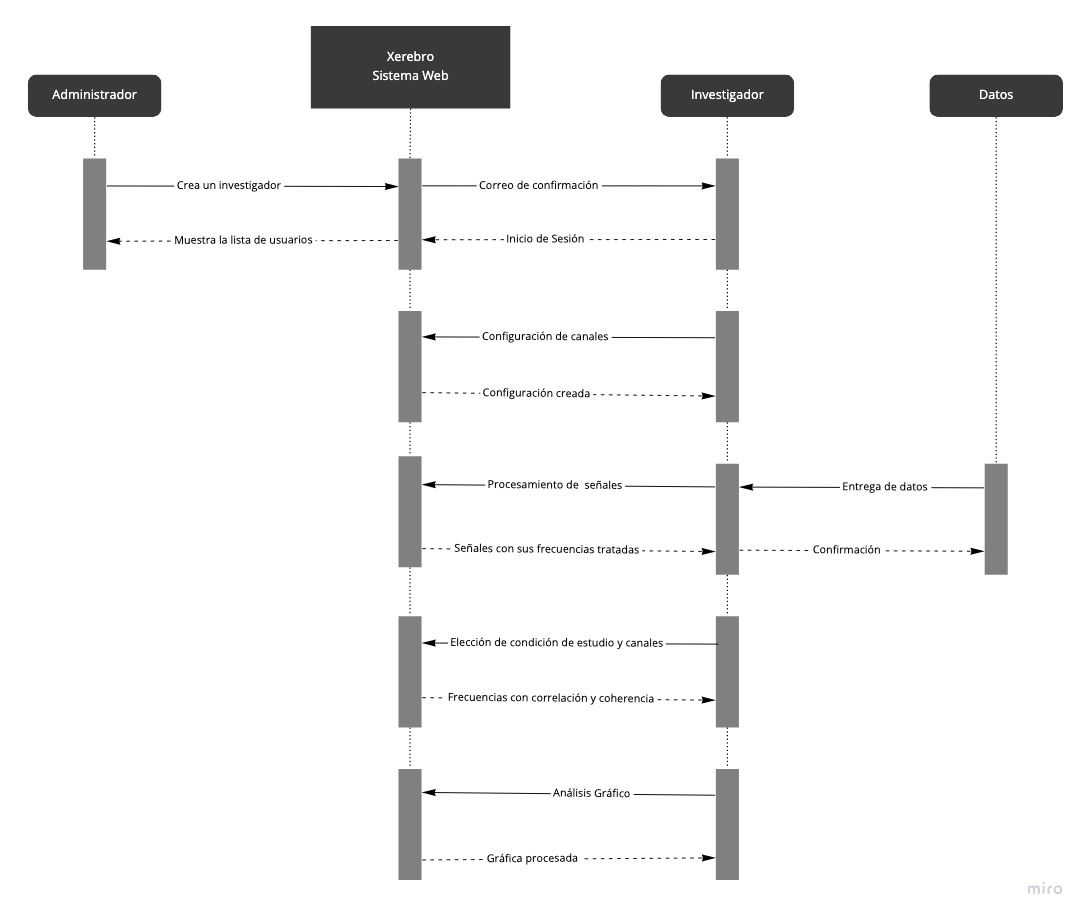 Xerebro
Sistema Web
Administrador
Investigador
Datos
Crea un investigador
Correo de confirmación
Muestra la lista de usuarios
Inicio de Sesión
Configuración de canales
Configuración creada
Procesamiento de señales
Entrega de datos
Señales con sus frecuencias tratadas
Confirmación
Elección de condición de estudio y canales
Frecuencias con correlación y coherencia
Análisis Gráfico
Gráfica procesada
miro